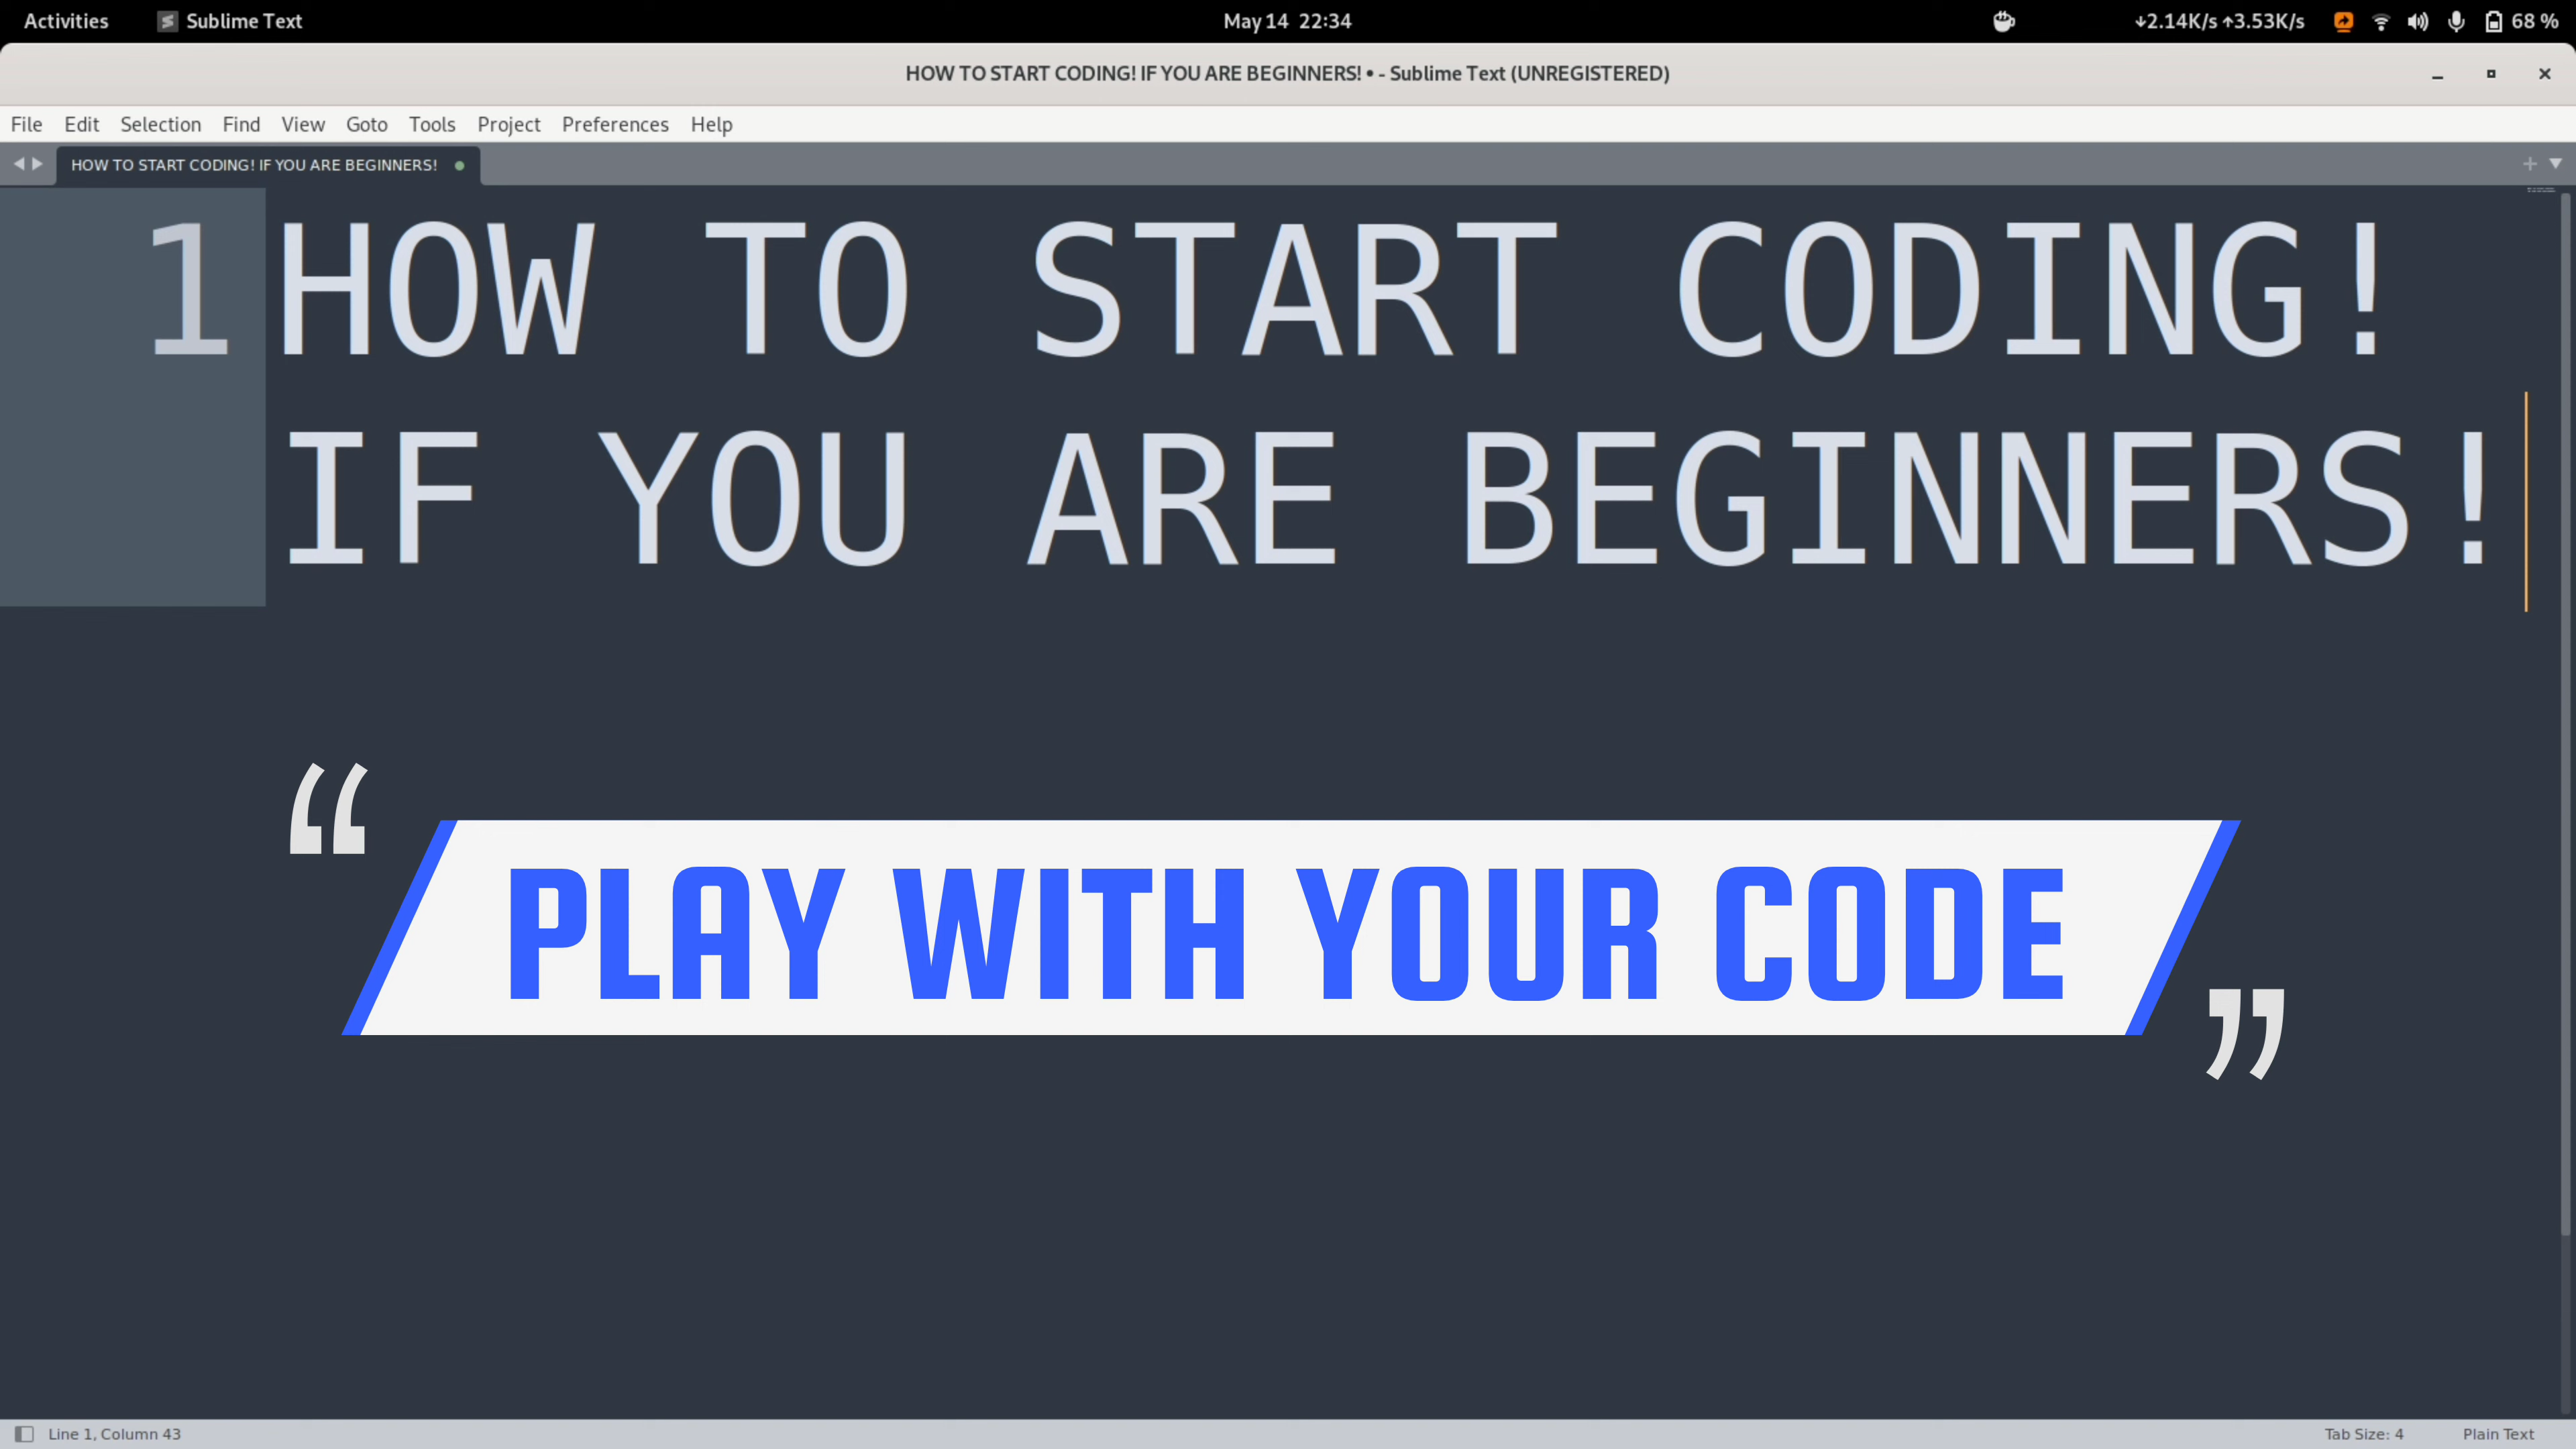 Activities Sublime Text May 14 22:34 ↓2.14K/s ↑3.53K/s 68 %
HOW TO START CODING! IF YOU ARE BEGINNERS! • - Sublime Text (UNREGISTERED)
File Edit Selection Find View Goto Tools Project Preferences Help
HOW TO START CODING! IF YOU ARE BEGINNERS!
1 HOW TO START CODING!
IF YOU ARE BEGINNERS!
“ PLAY WITH YOUR CODE ”
Line 1, Column 43 Tab Size: 4 Plain Text